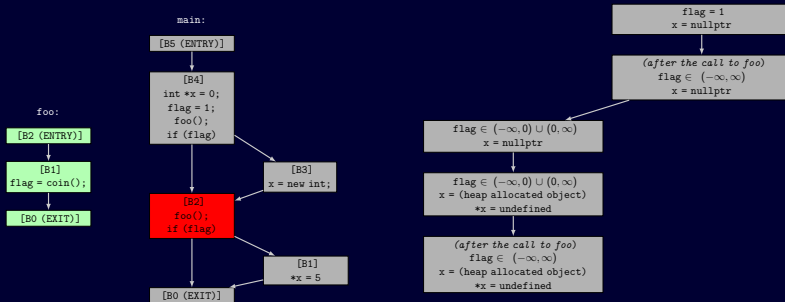 foo:
[B2 (ENTRY)]
[B1]
flag = coin();
[B0 (EXIT)]
main:
[B5 (ENTRY)]
[B4]
int *x = 0;
flag = 1;
foo();
if (flag)
[B3]
x = new int;
[B2]
foo();
if (flag)
[B1]
*x = 5
[B0 (EXIT)]
flag = 1
x = nullptr
(after the call to foo)
flag ∈ (−∞, ∞)
x = nullptr
flag ∈ (−∞, 0) ∪ (0, ∞)
x = nullptr
flag ∈ (−∞, 0) ∪ (0, ∞)
x = (heap allocated object)
*x = undefined
(after the call to foo)
flag ∈ (−∞, ∞)
x = (heap allocated object)
*x = undefined